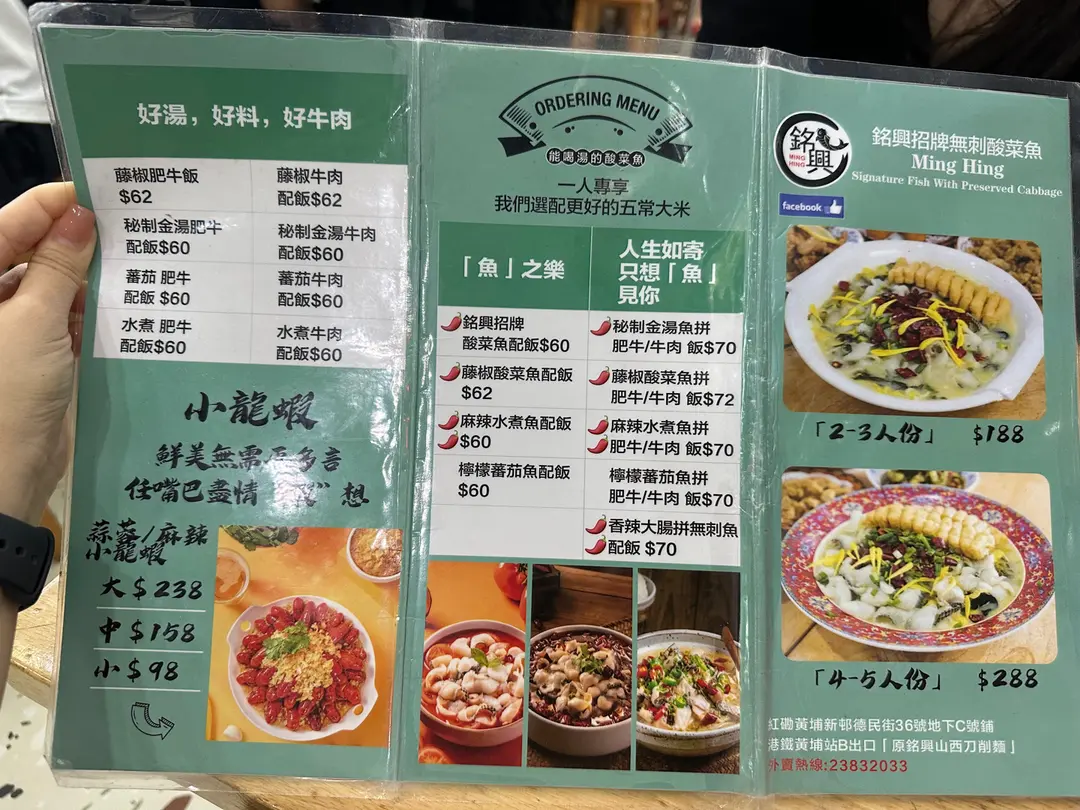 好湯，好料，好牛肉
藤椒肥牛飯
$62
藤椒牛肉
配飯$62
秘制金湯肥牛
配飯$60
秘制金湯牛肉
配飯$60
蕃茄 肥牛
配飯 $60
蕃茄牛肉
配飯$60
水煮 肥牛
配飯$60
水煮牛肉
配飯$60
小龍蝦
鮮美無需 多言
任嘴巴盡情 想
蒜蓉/麻辣
小龍蝦
大 $ 238
中 $ 158
小 $ 98
ORDERING MENU
能喝湯的酸菜魚
一人專享
我們選配更好的五常大米
「魚」之樂
人生如寄
只想「魚」
見你
銘興招牌
酸菜魚配飯$60
秘制金湯魚拼
肥牛/牛肉 飯$70
藤椒酸菜魚配飯
$62
藤椒酸菜魚拼
肥牛/牛肉 飯$72
麻辣水煮魚配飯
$60
麻辣水煮魚拼
肥牛/牛肉 飯$70
檸檬蕃茄魚配飯
$60
檸檬蕃茄魚拼
肥牛/牛肉 飯$70
香辣大腸拼無刺魚
配飯 $70
銘興
MING
HING
銘興招牌無刺酸菜魚
Ming Hing
Signature Fish With Preserved Cabbage
facebook
「2-3人份」 $188
「4-5人份」 $288
紅磡黃埔新邨德民街36號地下C號鋪
港鐵黃埔站B出口「原銘興山西刀削麵」
外賣熱線:23832033